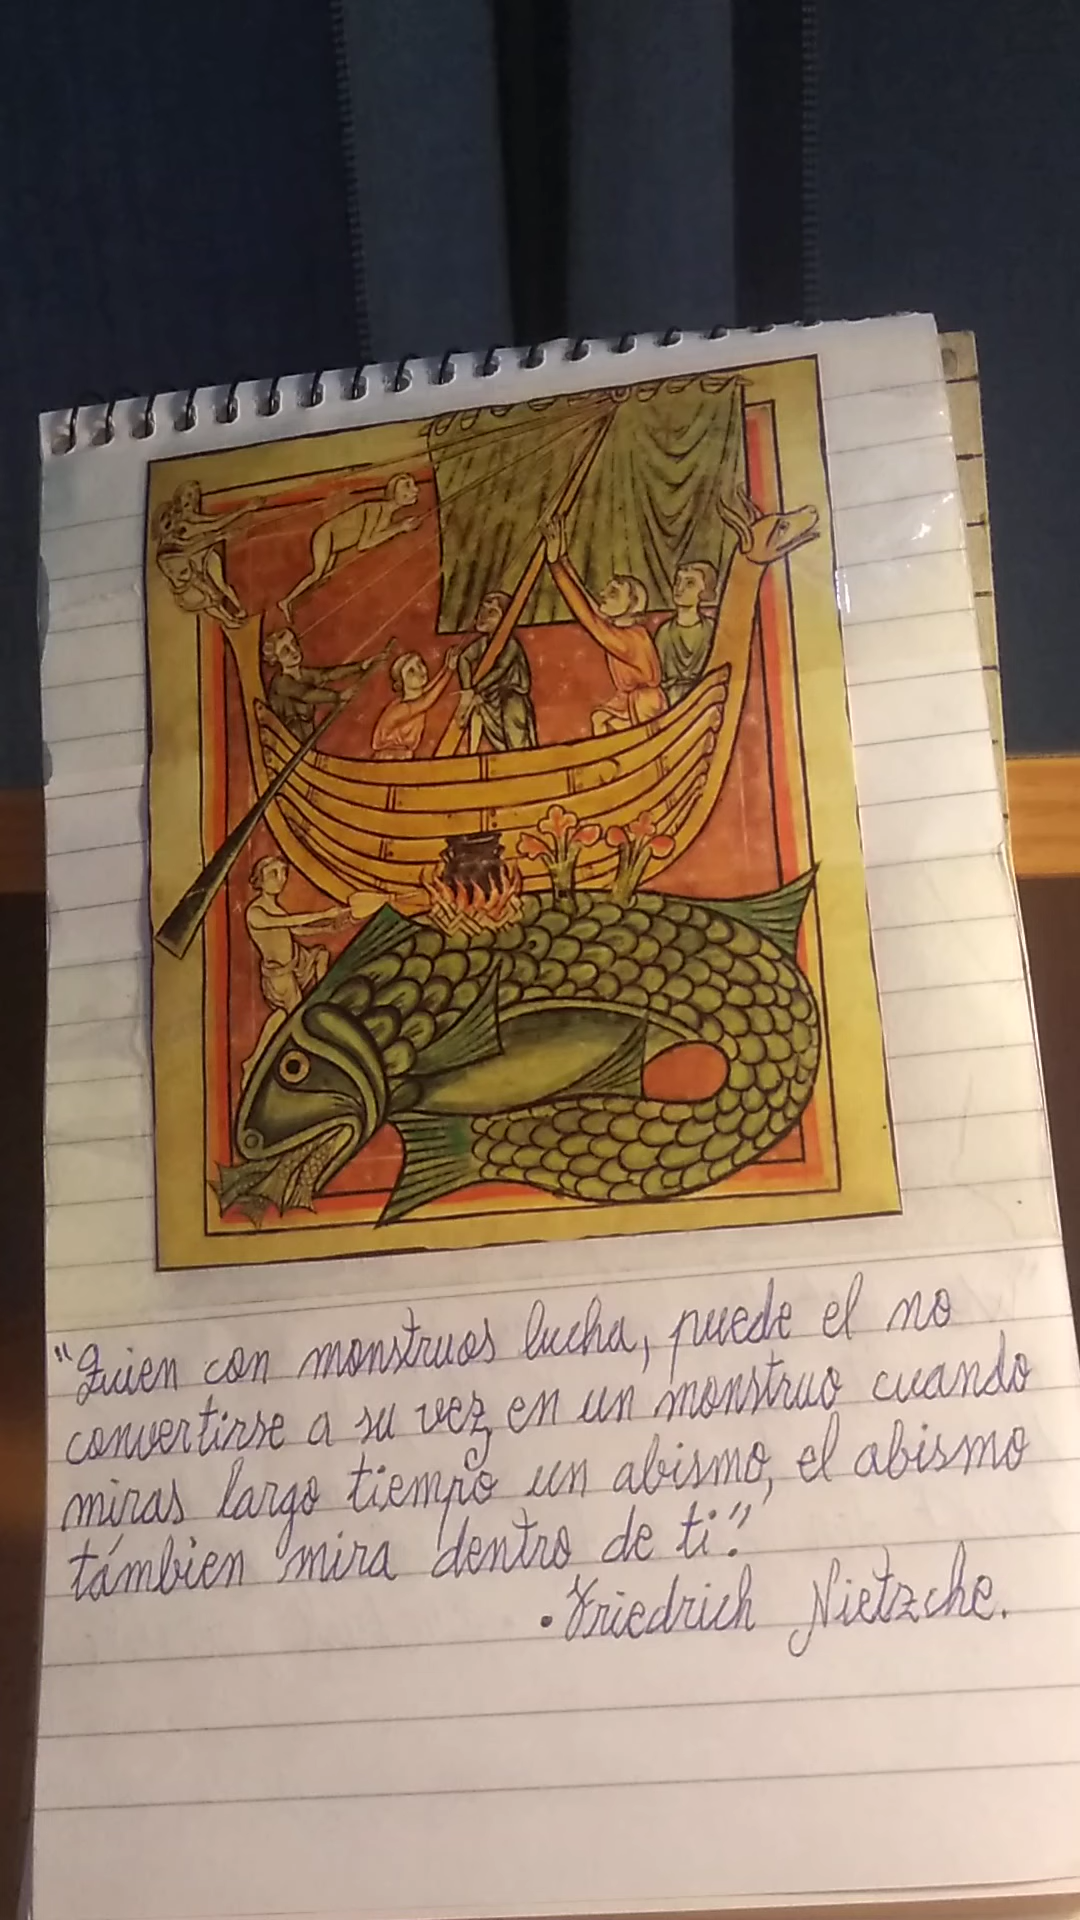 "Quien con monstruos lucha, puede el no
convertirse a su vez en un monstruo cuando
miras largo tiempo un abismo, el abismo
támbien mira dentro de ti."
• Friedrich Nietzche.